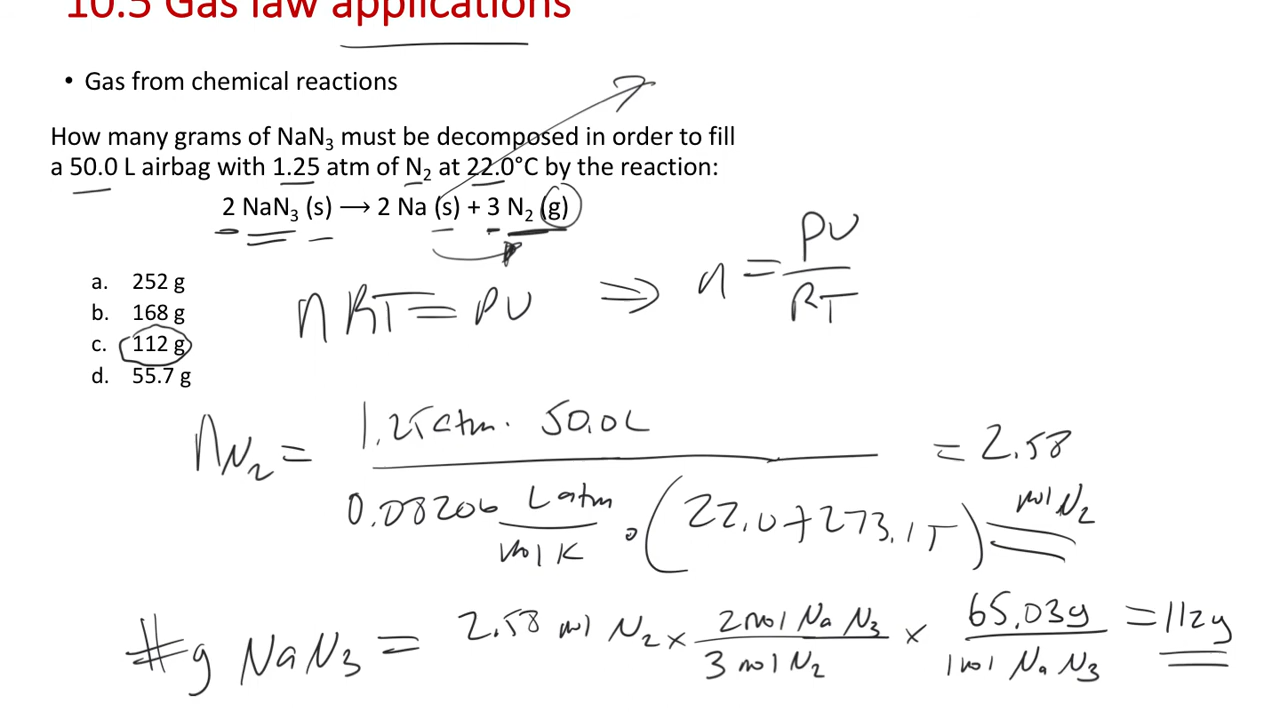 10.5 Gas law applications
• Gas from chemical reactions
How many grams of NaN₃ must be decomposed in order to fill
a 50.0 L airbag with 1.25 atm of N₂ at 22.0°C by the reaction:
2 NaN₃ (s) ⟶ 2 Na (s) + 3 N₂ (g)
a. 252 g
b. 168 g
c. 112 g
d. 55.7 g
nRT = PV ⇒ n = PV / RT
nN₂ = 1.25 atm · 50.0 L / 0.08206 L atm / mol K · (22.0 + 273.15) = 2.58 mol N₂
#g NaN₃ = 2.58 mol N₂ × 2 mol NaN₃ / 3 mol N₂ × 65.03g / 1 mol NaN₃ = 112g